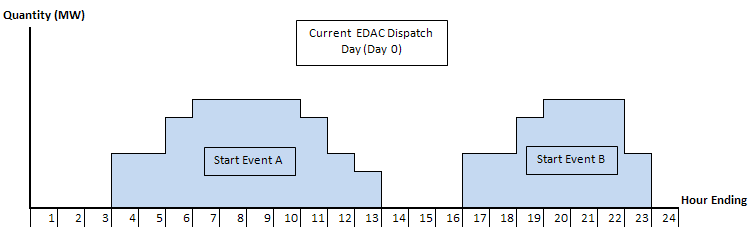 Quantity (MW)
Current EDAC Dispatch
Day (Day 0)
Start Event A
Start Event B
Hour Ending
1 2 3 4 5 6 7 8 9 10 11 12 13 14 15 16 17 18 19 20 21 22 23 24